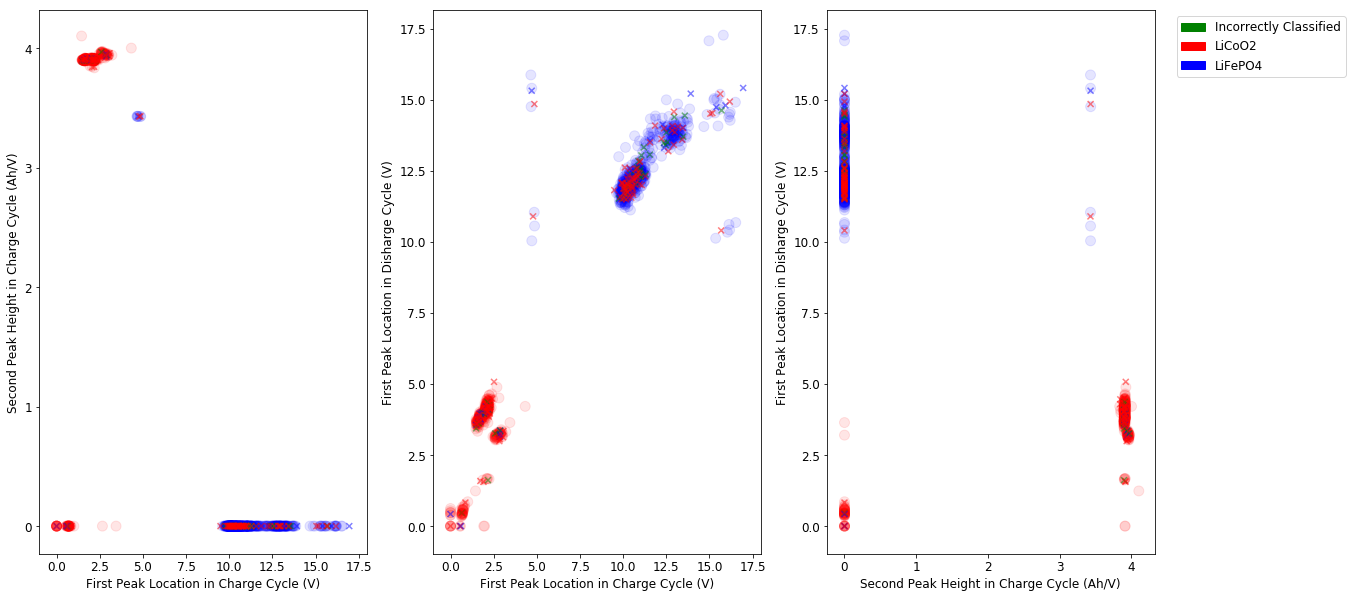 Second Peak Height in Charge Cycle (Ah/V)
4
3
2
1
0
0.0 2.5 5.0 7.5 10.0 12.5 15.0 17.5
First Peak Location in Charge Cycle (V)
First Peak Location in Disharge Cycle (V)
17.5
15.0
12.5
10.0
7.5
5.0
2.5
0.0
0.0 2.5 5.0 7.5 10.0 12.5 15.0 17.5
First Peak Location in Charge Cycle (V)
First Peak Location in Disharge Cycle (V)
17.5
15.0
12.5
10.0
7.5
5.0
2.5
0.0
0 1 2 3 4
Second Peak Height in Charge Cycle (Ah/V)
Incorrectly Classified
LiCoO2
LiFePO4